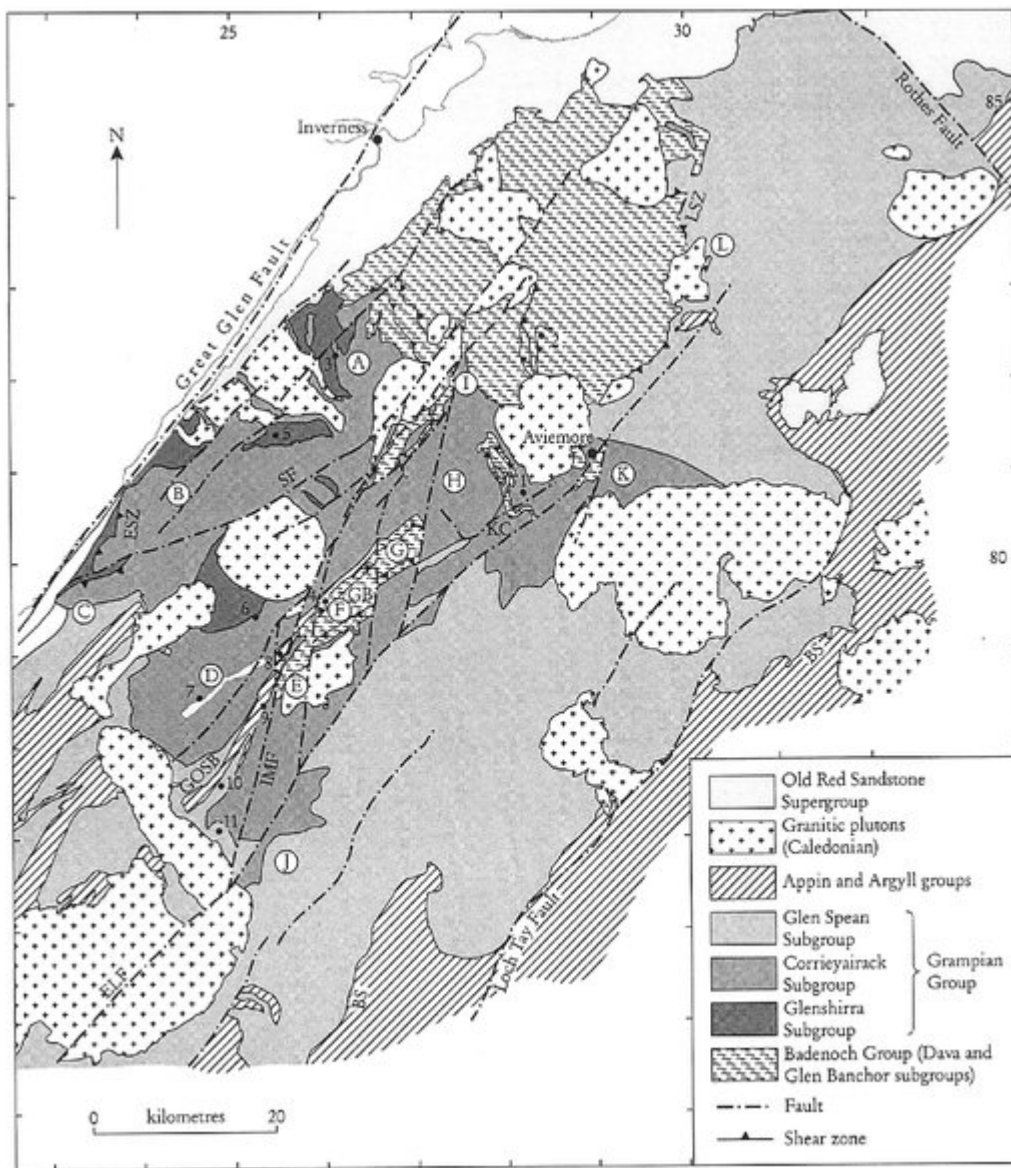 25
30
85
Rothes Fault
Inverness
N
LSZ
L
Great Glen Fault
3
A
I
5
Aviemore
B
SF
H
K
1
ESZ
KC
80
G
C
GB
6
F
D
7
E
BS
GOSB
IMF
10
11
J
ELF
BS
Loch Tay Fault
Old Red Sandstone
Supergroup
Granitic plutons
(Caledonian)
Appin and Argyll groups
Glen Spean
Subgroup
Corrieyairack
Subgroup
Grampian
Group
Glenshirra
Subgroup
Badenoch Group (Dava and
Glen Banchor subgroups)
Fault
Shear zone
0 kilometres 20